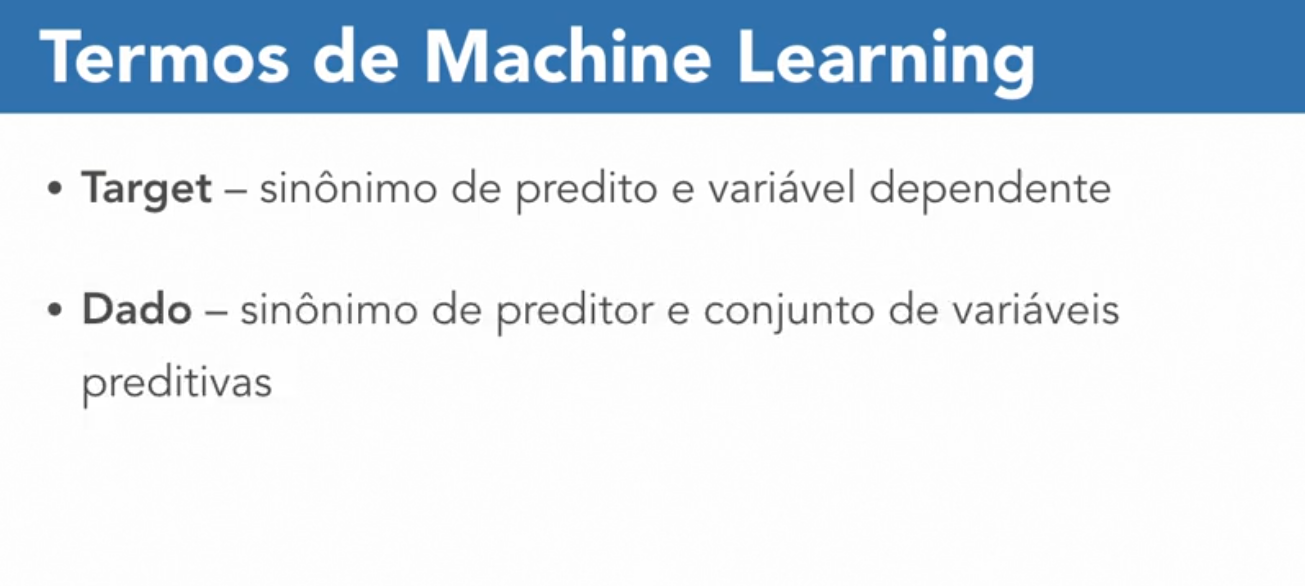 Termos de Machine Learning
• Target – sinônimo de predito e variável dependente
• Dado – sinônimo de preditor e conjunto de variáveis
preditivas